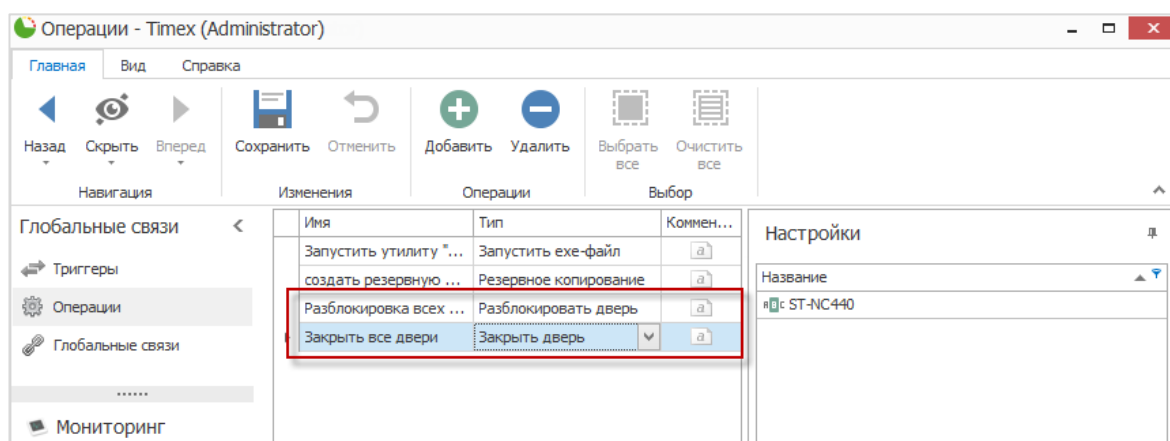 Операции - Timex (Administrator)
Главная Вид Справка
Назад Скрыть Вперед Сохранить Отменить Добавить Удалить Выбрать все Очистить все
Навигация Изменения Операции Выбор
Глобальные связи
Триггеры
Операции
Глобальные связи
Мониторинг
Имя Тип Коммен...
Запустить утилиту "... Запустить exe-файл a
создать резервную ... Резервное копирование a
Разблокировка всех ... Разблокировать дверь a
Закрыть все двери Закрыть дверь a
Настройки
Название
ABC ST-NC440